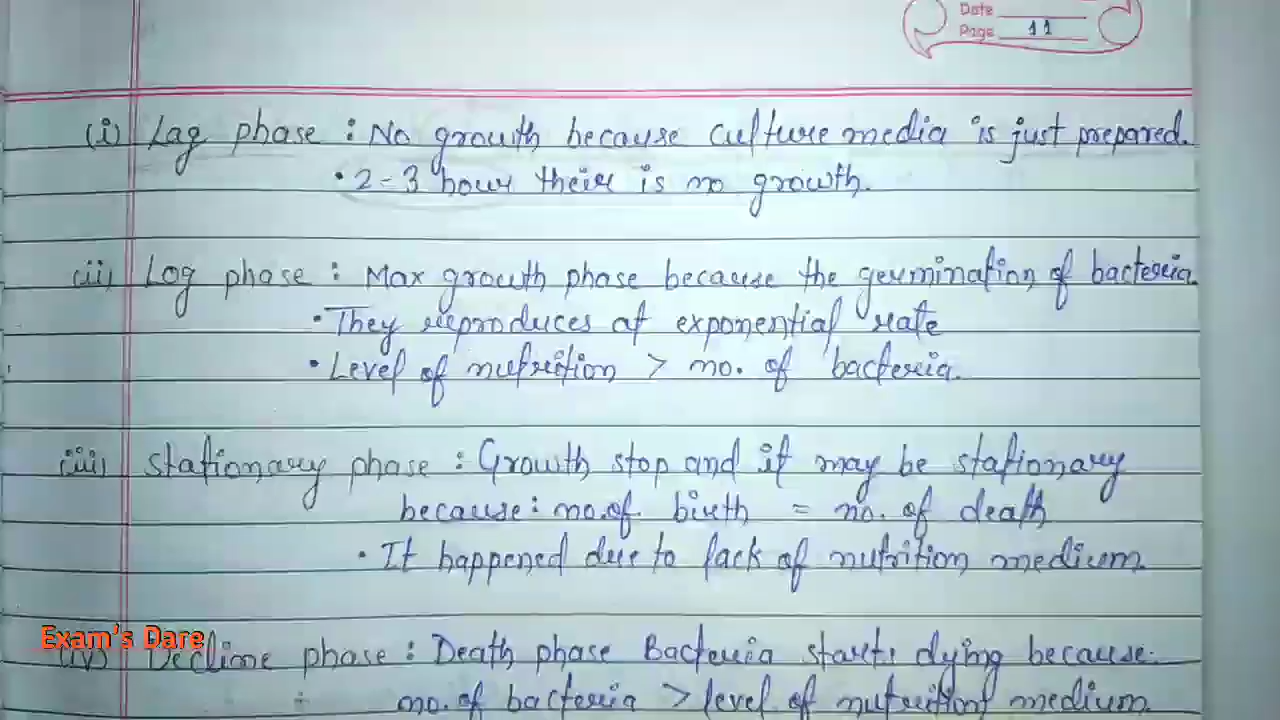 Date
Page 11
(i) Lag phase : No growth because culture media is just prepared.
• 2-3 hour their is no growth.
(ii) Log phase : Max growth phase because the germination of bacteria.
• They reproduces at exponential rate
• Level of nutrition > no. of bacteria.
(iii) Stationary phase : Growth stop and it may be stationary
because : no. of birth = no. of death
• It happened due to lack of nutrition medium.
Exam's Dare
(iv) Decline phase : Death phase Bacteria starts dying because.
no. of bacteria > level of nutrition medium.